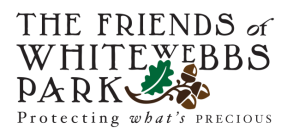 THE FRIENDS of
WHITEWEBBS
PARK
Protecting what's PRECIOUS